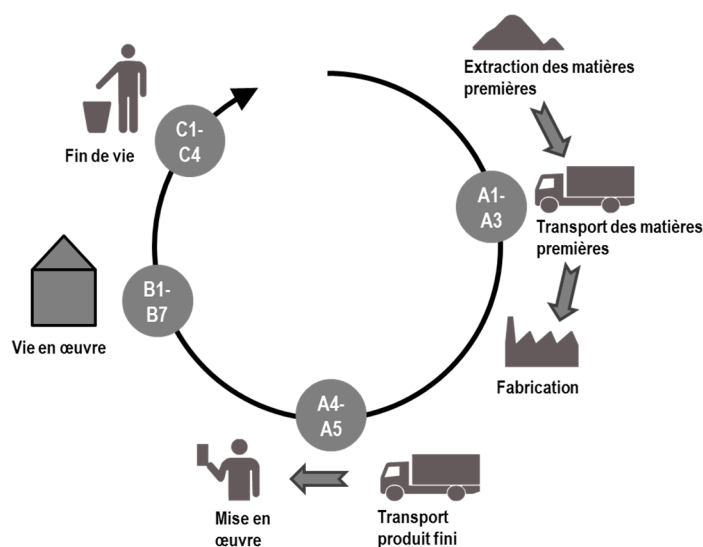 Extraction des matières
premières
A1-
A3
Transport des matières
premières
Fabrication
A4-
A5
Transport
produit fini
Mise en
œuvre
B1-
B7
Vie en œuvre
C1-
C4
Fin de vie